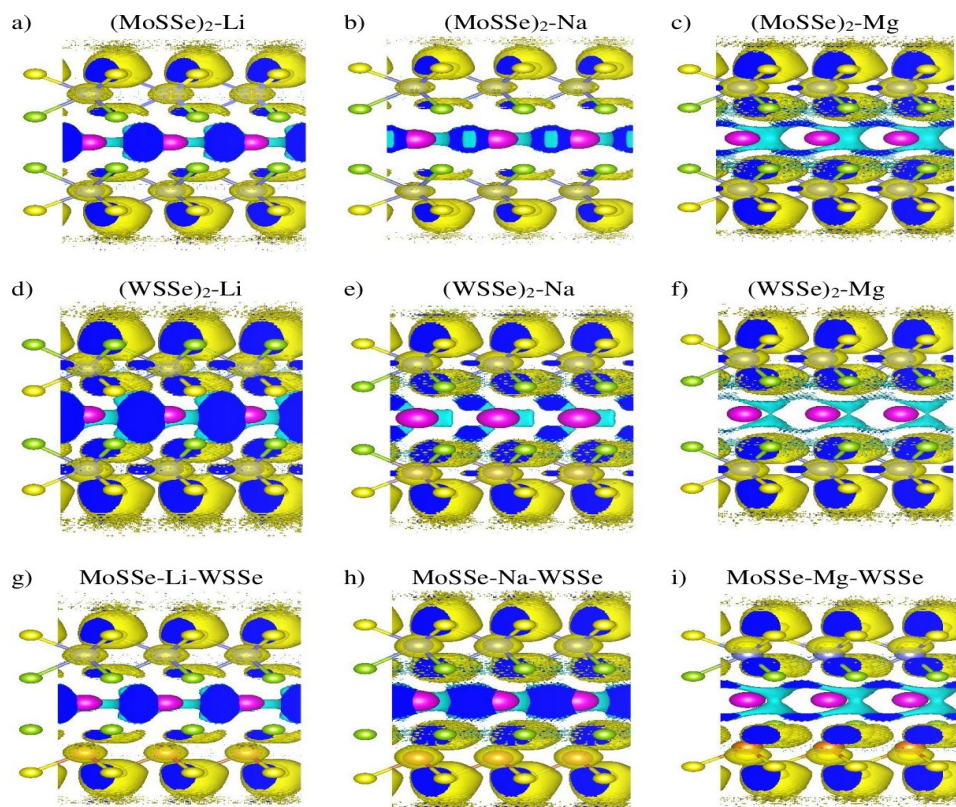 a) (MoSSe)₂-Li b) (MoSSe)₂-Na c) (MoSSe)₂-Mg
d) (WSSe)₂-Li e) (WSSe)₂-Na f) (WSSe)₂-Mg
g) MoSSe-Li-WSSe h) MoSSe-Na-WSSe i) MoSSe-Mg-WSSe